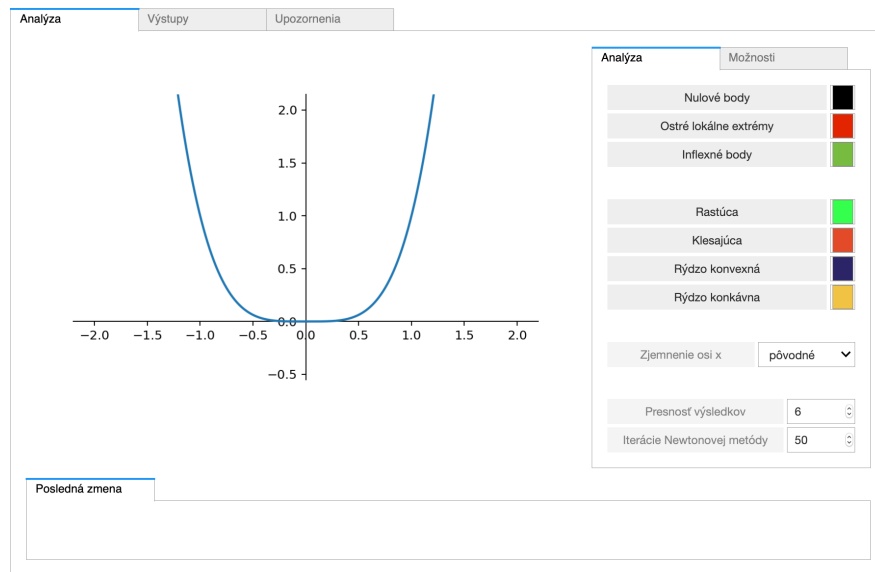 Analýza Výstupy Upozornenia
Analýza Možnosti
Nulové body
Ostré lokálne extrémy
Inflexné body
Rastúca
Klesajúca
Rýdzo konvexná
Rýdzo konkávna
Zjemnenie osi x pôvodné
Presnosť výsledkov 6
Iterácie Newtonovej metódy 50
2.0
1.5
1.0
0.5
0.0
−0.5
−2.0 −1.5 −1.0 −0.5 0.0 0.5 1.0 1.5 2.0
Posledná zmena